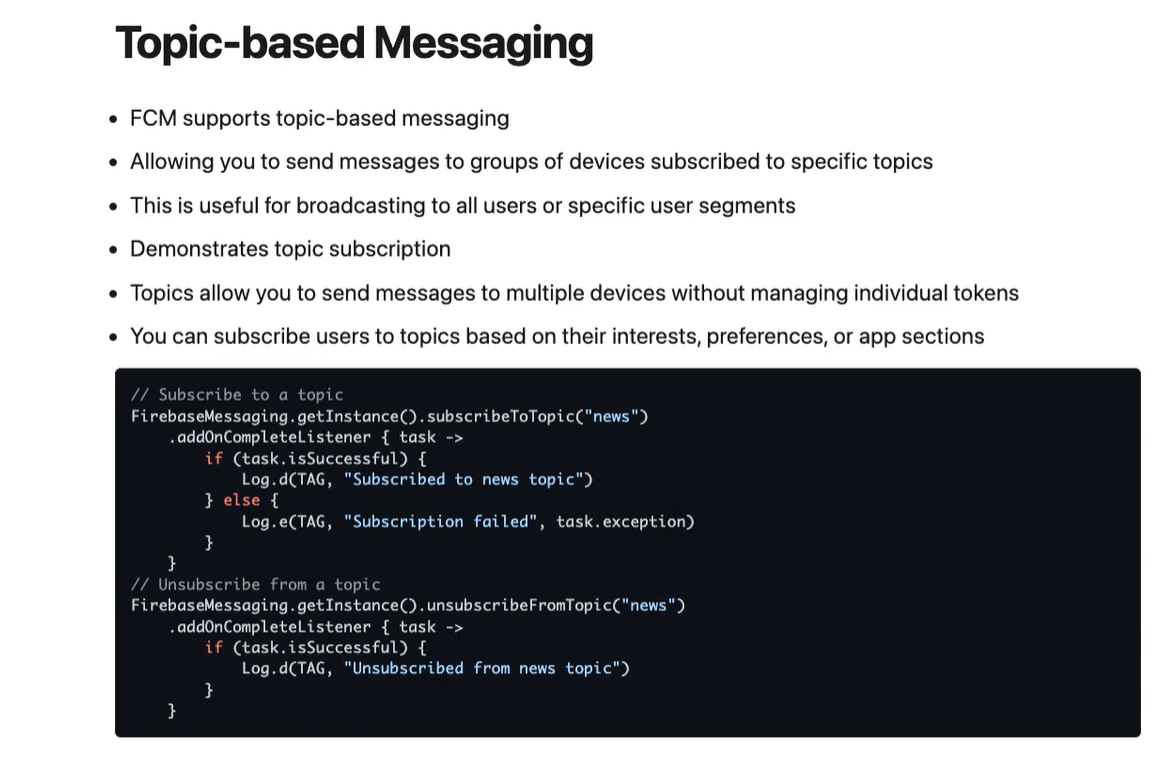 Topic-based Messaging
• FCM supports topic-based messaging
• Allowing you to send messages to groups of devices subscribed to specific topics
• This is useful for broadcasting to all users or specific user segments
• Demonstrates topic subscription
• Topics allow you to send messages to multiple devices without managing individual tokens
• You can subscribe users to topics based on their interests, preferences, or app sections
// Subscribe to a topic
FirebaseMessaging.getInstance().subscribeToTopic("news")
    .addOnCompleteListener { task ->
        if (task.isSuccessful) {
            Log.d(TAG, "Subscribed to news topic")
        } else {
            Log.e(TAG, "Subscription failed", task.exception)
        }
    }
// Unsubscribe from a topic
FirebaseMessaging.getInstance().unsubscribeFromTopic("news")
    .addOnCompleteListener { task ->
        if (task.isSuccessful) {
            Log.d(TAG, "Unsubscribed from news topic")
        }
    }